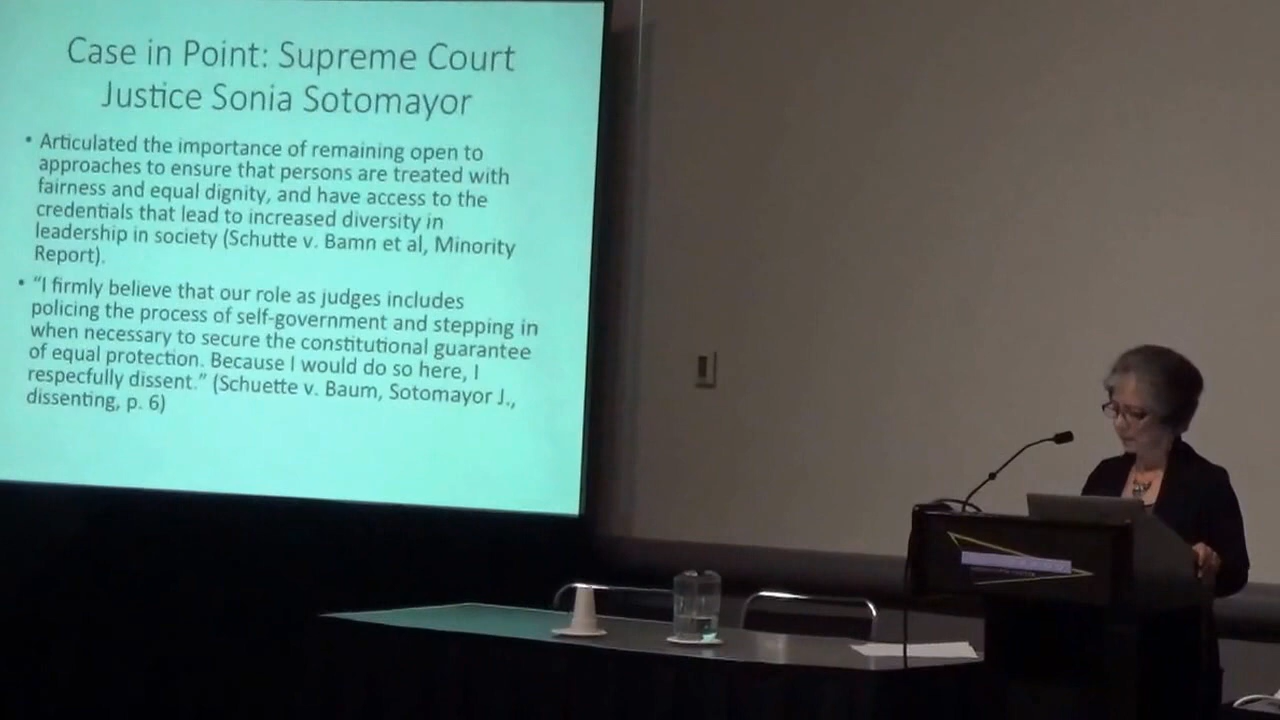 Case in Point: Supreme Court
Justice Sonia Sotomayor
• Articulated the importance of remaining open to
approaches to ensure that persons are treated with
fairness and equal dignity, and have access to the
credentials that lead to increased diversity in
leadership in society (Schutte v. Bamn et al, Minority
Report).
• “I firmly believe that our role as judges includes
policing the process of self-government and stepping in
when necessary to secure the constitutional guarantee
of equal protection. Because I would do so here, I
respecfully dissent.” (Schuette v. Baum, Sotomayor J.,
dissenting, p. 6)